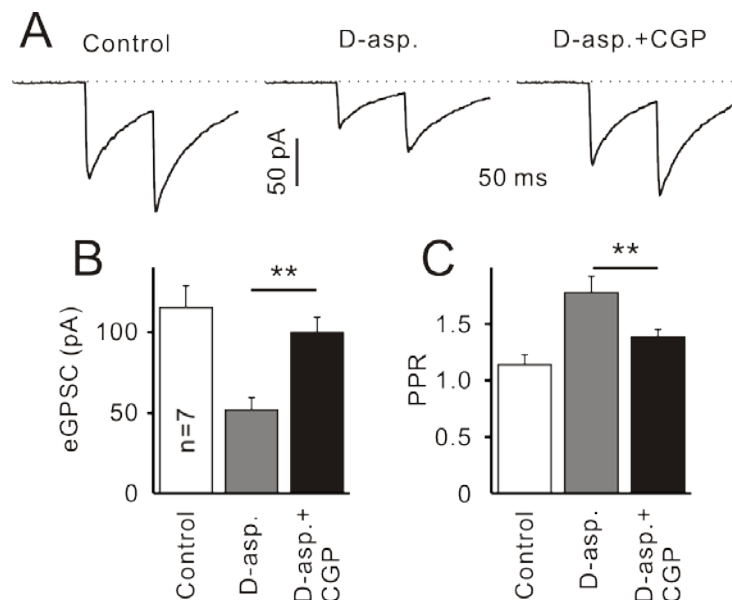 A
Control
D-asp.
D-asp.+CGP
50 pA
50 ms
B
**
eGPSC (pA)
100
50
0
n=7
Control
D-asp.
D-asp.+
CGP
C
**
PPR
1.5
1.0
0.5
0
Control
D-asp.
D-asp.+
CGP